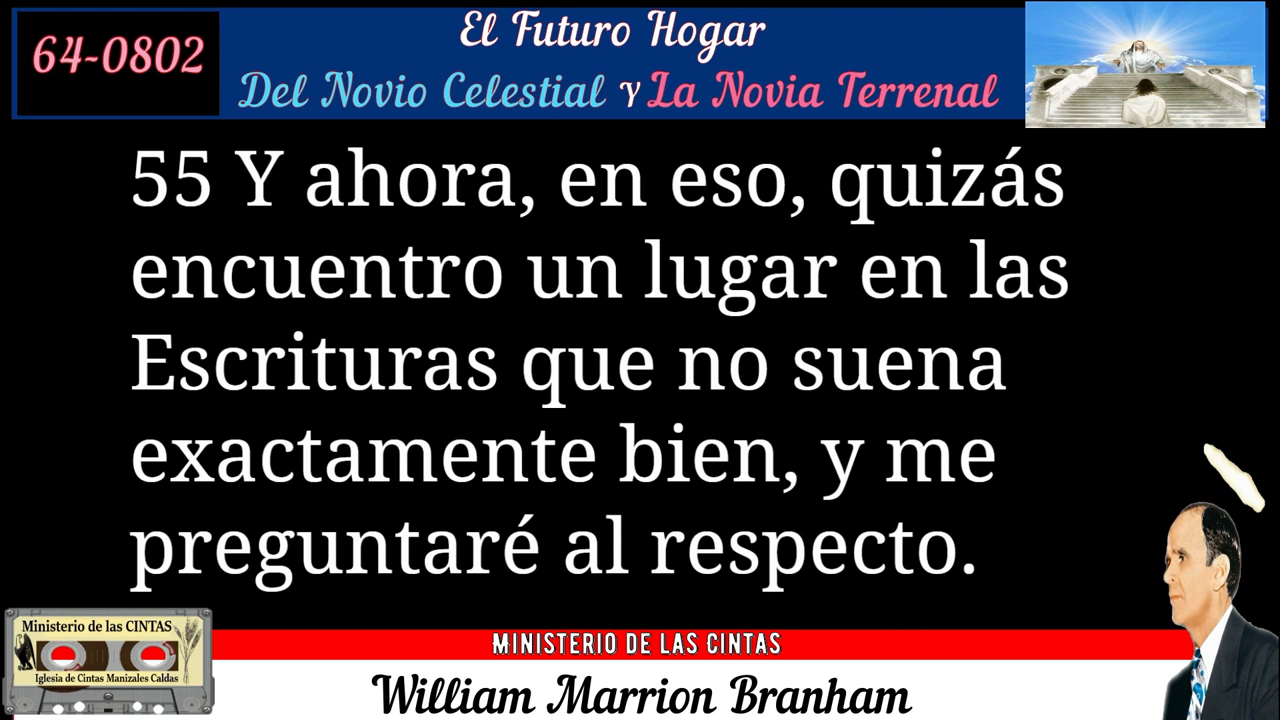 64-0802
El Futuro Hogar
Del Novio Celestial Y La Novia Terrenal
55 Y ahora, en eso, quizás
encuentro un lugar en las
Escrituras que no suena
exactamente bien, y me
preguntaré al respecto.
Ministerio de las CINTAS
Iglesia de Cintas Manizales Caldas
MINISTERIO DE LAS CINTAS
William Marrion Branham